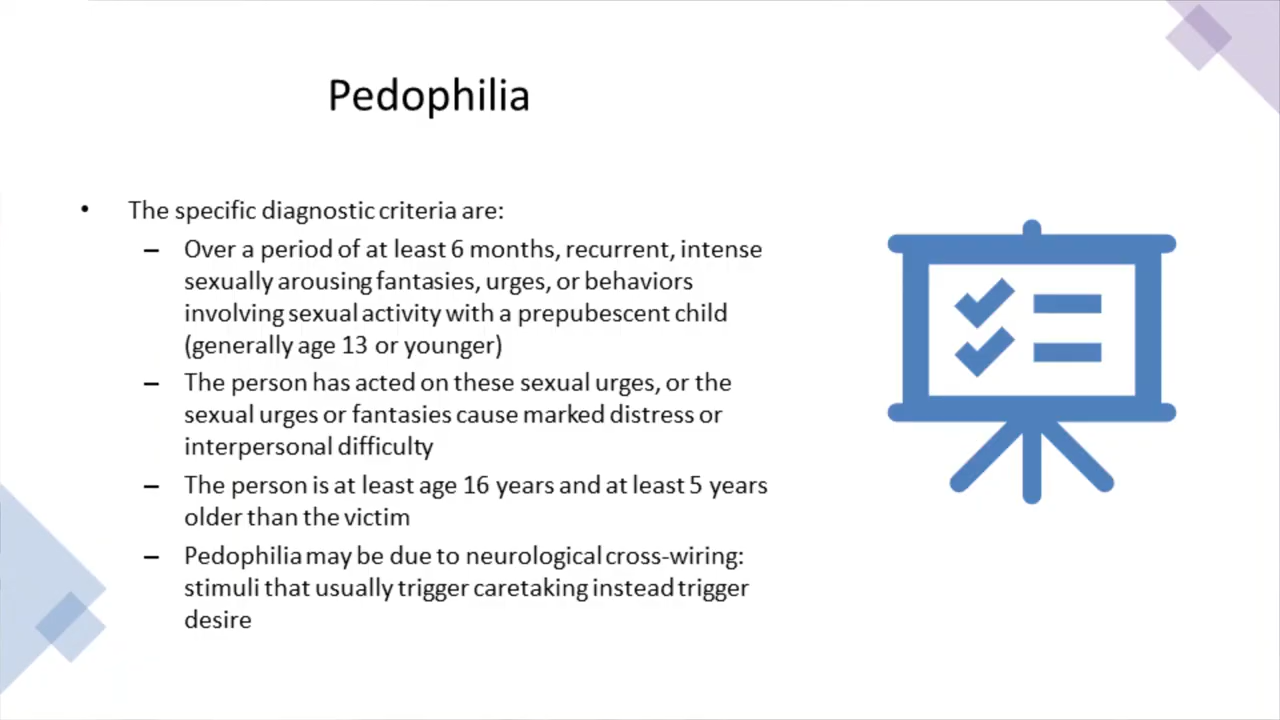 Pedophilia
• The specific diagnostic criteria are:
– Over a period of at least 6 months, recurrent, intense
sexually arousing fantasies, urges, or behaviors
involving sexual activity with a prepubescent child
(generally age 13 or younger)
– The person has acted on these sexual urges, or the
sexual urges or fantasies cause marked distress or
interpersonal difficulty
– The person is at least age 16 years and at least 5 years
older than the victim
– Pedophilia may be due to neurological cross-wiring:
stimuli that usually trigger caretaking instead trigger
desire